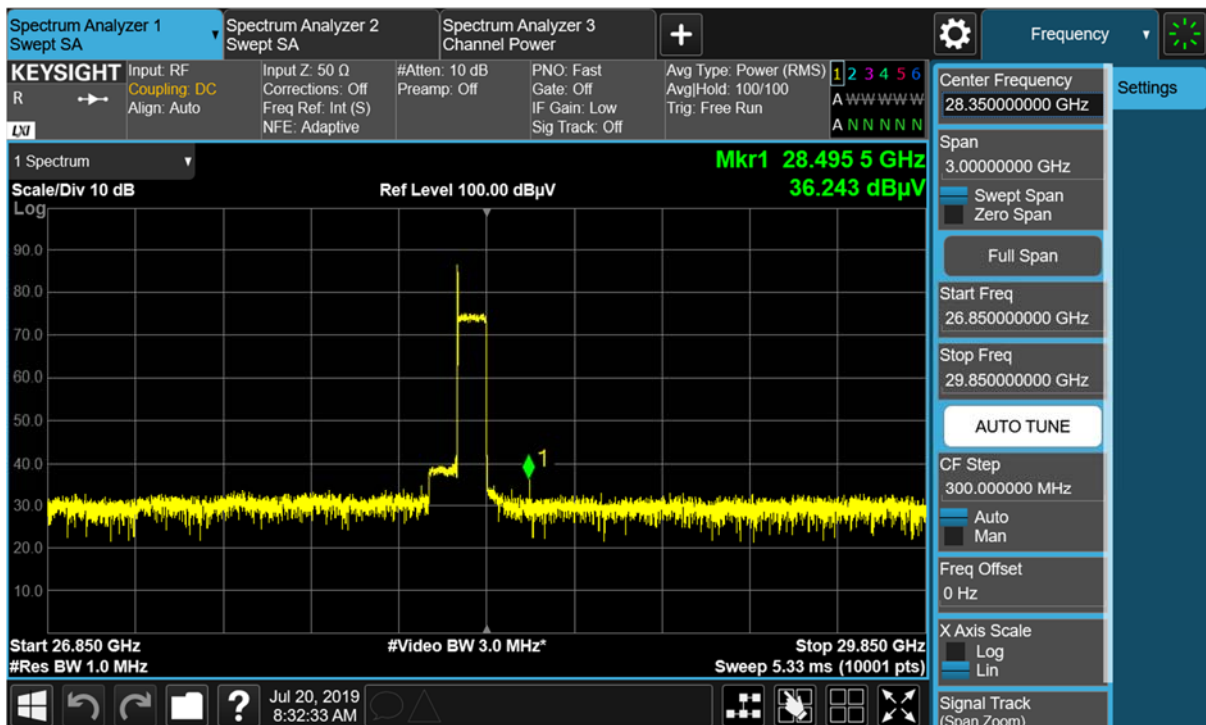 Spectrum Analyzer 1
Swept SA
Spectrum Analyzer 2
Swept SA
Spectrum Analyzer 3
Channel Power
+
Frequency
KEYSIGHT
R
LXI
Input: RF
Coupling: DC
Align: Auto
Input Z: 50 Ω
Corrections: Off
Freq Ref: Int (S)
NFE: Adaptive
#Atten: 10 dB
Preamp: Off
PNO: Fast
Gate: Off
IF Gain: Low
Sig Track: Off
Avg Type: Power (RMS)
Avg|Hold: 100/100
Trig: Free Run
1 2 3 4 5 6
A W W W W W
A N N N N N
1 Spectrum
Scale/Div 10 dB
Log
Ref Level 100.00 dBµV
Mkr1 28.495 5 GHz
36.243 dBµV
90.0
80.0
70.0
60.0
50.0
40.0
30.0
20.0
10.0
1
Start 26.850 GHz
#Res BW 1.0 MHz
#Video BW 3.0 MHz*
Stop 29.850 GHz
Sweep 5.33 ms (10001 pts)
Center Frequency
28.350000000 GHz
Settings
Span
3.00000000 GHz
Swept Span
Zero Span
Full Span
Start Freq
26.850000000 GHz
Stop Freq
29.850000000 GHz
AUTO TUNE
CF Step
300.000000 MHz
Auto
Man
Freq Offset
0 Hz
X Axis Scale
Log
Lin
Signal Track
(Span Zoom)
?
Jul 20, 2019
8:32:33 AM